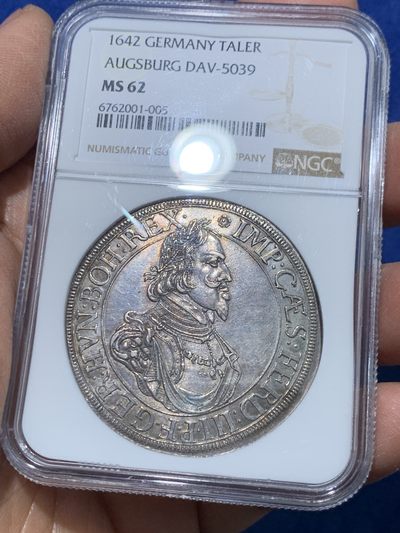 1642 GERMANY TALER
AUGSBURG DAV-5039
MS 62
6762001-005
NUMISMATIC COMPANY
NGC
IMP·CÆS·FERD·III·P·F·GER·HVN·BOH·REX·